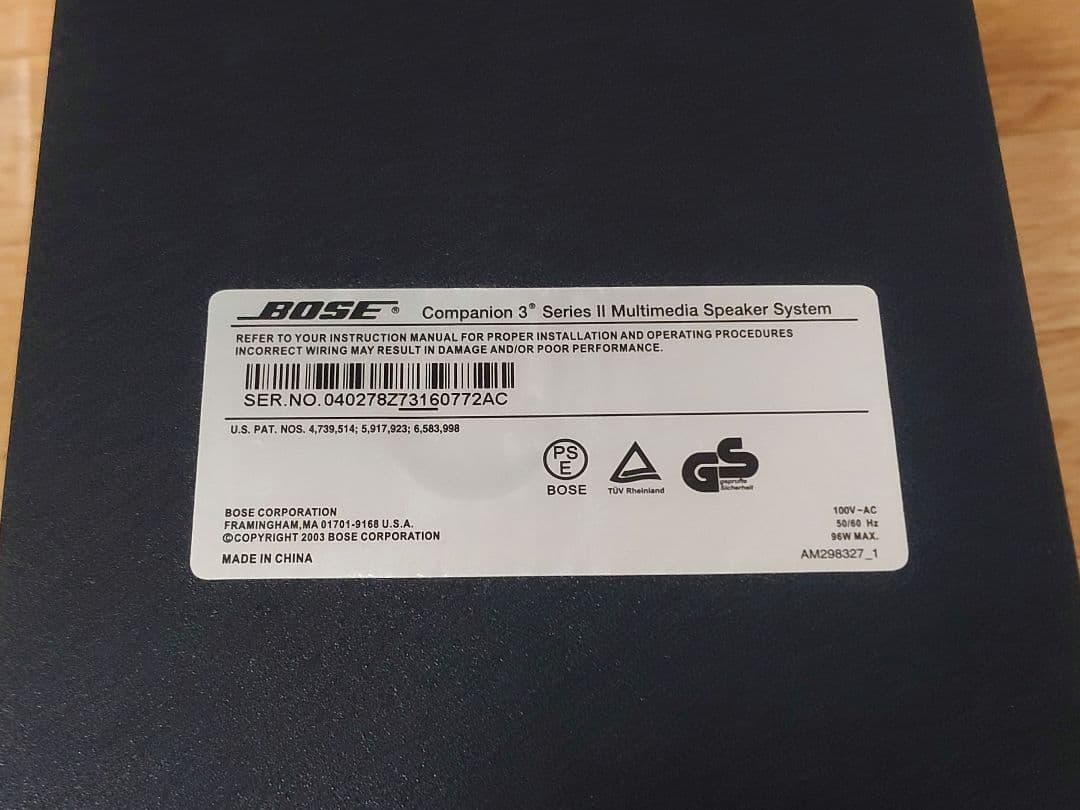 BOSE® Companion 3® Series II Multimedia Speaker System
REFER TO YOUR INSTRUCTION MANUAL FOR PROPER INSTALLATION AND OPERATING PROCEDURES
INCORRECT WIRING MAY RESULT IN DAMAGE AND/OR POOR PERFORMANCE.
SER.NO.040278Z73160772AC
U.S. PAT. NOS. 4,739,514; 5,917,923; 6,583,998
PS
E
BOSE
TÜV Rheinland
GS
geprüfte
Sicherheit
BOSE CORPORATION
FRAMINGHAM,MA 01701-9168 U.S.A.
©COPYRIGHT 2003 BOSE CORPORATION
MADE IN CHINA
100V~AC
50/60 Hz
96W MAX.
AM298327_1